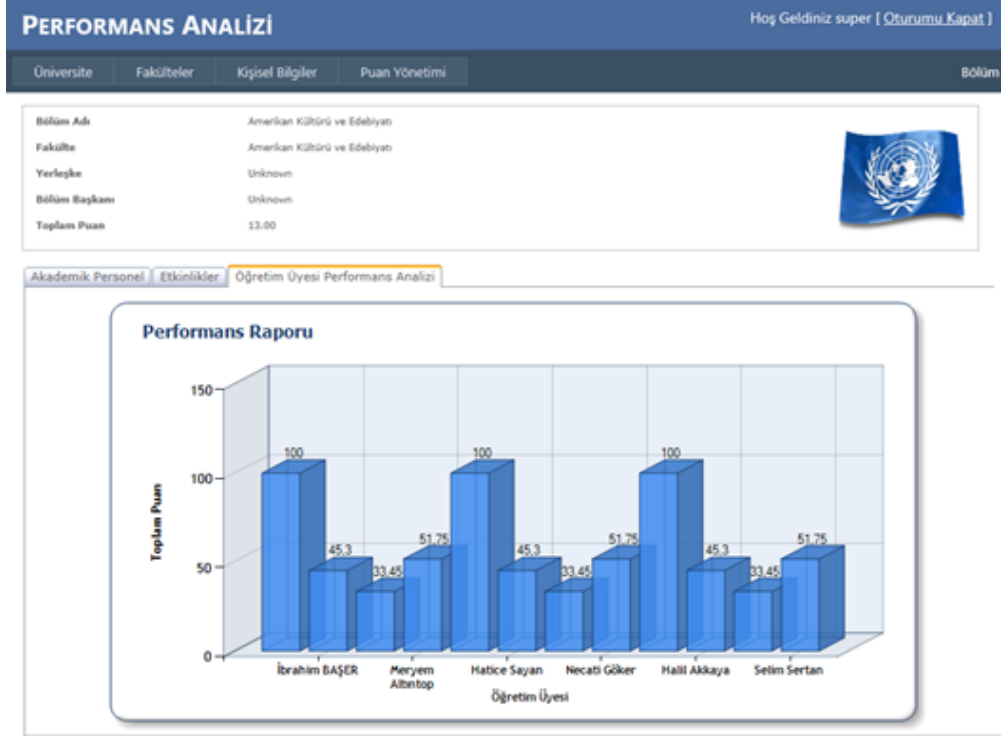 PERFORMANS ANALİZİ
Hoş Geldiniz super [ Oturumu Kapat ]
Üniversite Fakülteler Kişisel Bilgiler Puan Yönetimi Bölüm
Bölüm Adı Amerikan Kültürü ve Edebiyatı
Fakülte Amerikan Kültürü ve Edebiyatı
Yerleşke Unknown
Bölüm Başkanı Unknown
Toplam Puan 13.00
Akademik Personel Etkinlikler Öğretim Üyesi Performans Analizi
Performans Raporu
150
100 100 100
100
51.75 51.75 51.75
45,3 45,3 45,3
50
33,45 33,45 33,45
0
Toplam Puan
İbrahim BAŞER Meryem Altıntop Hatice Sayan Necati Göker Halil Akkaya Selim Sertan
Öğretim Üyesi